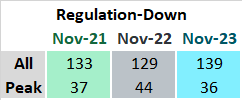 Regulation-Down
Nov-21 Nov-22 Nov-23
All 133 129 139
Peak 37 44 36